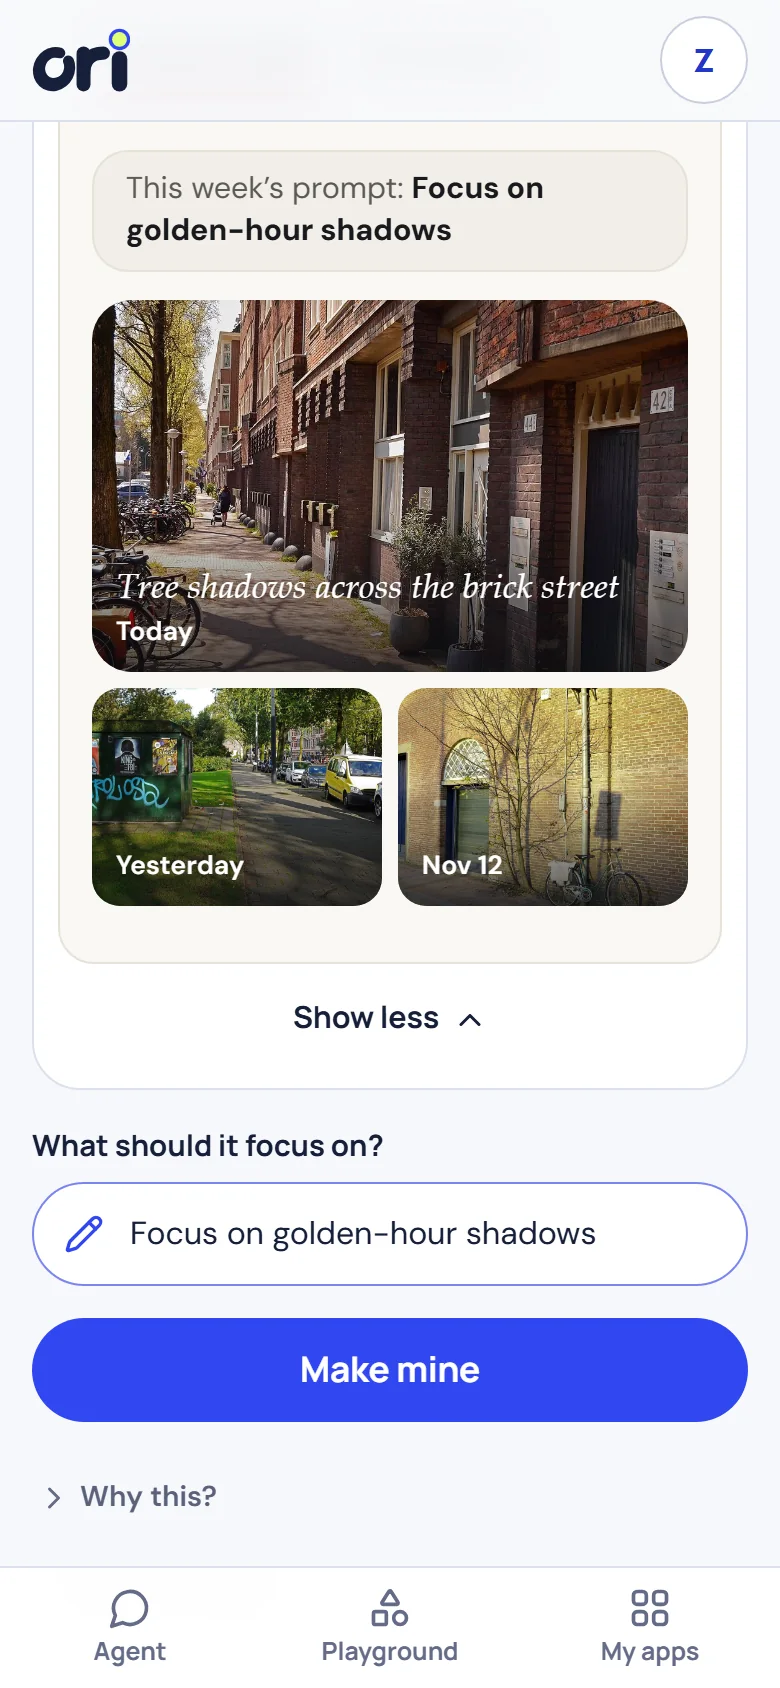 ori
Z
This week’s prompt: Focus on
golden-hour shadows
44
42
Tree shadows across the brick street
Today
Yesterday
Nov 12
Show less
What should it focus on?
Focus on golden-hour shadows
Make mine
Why this?
Agent
Playground
My apps